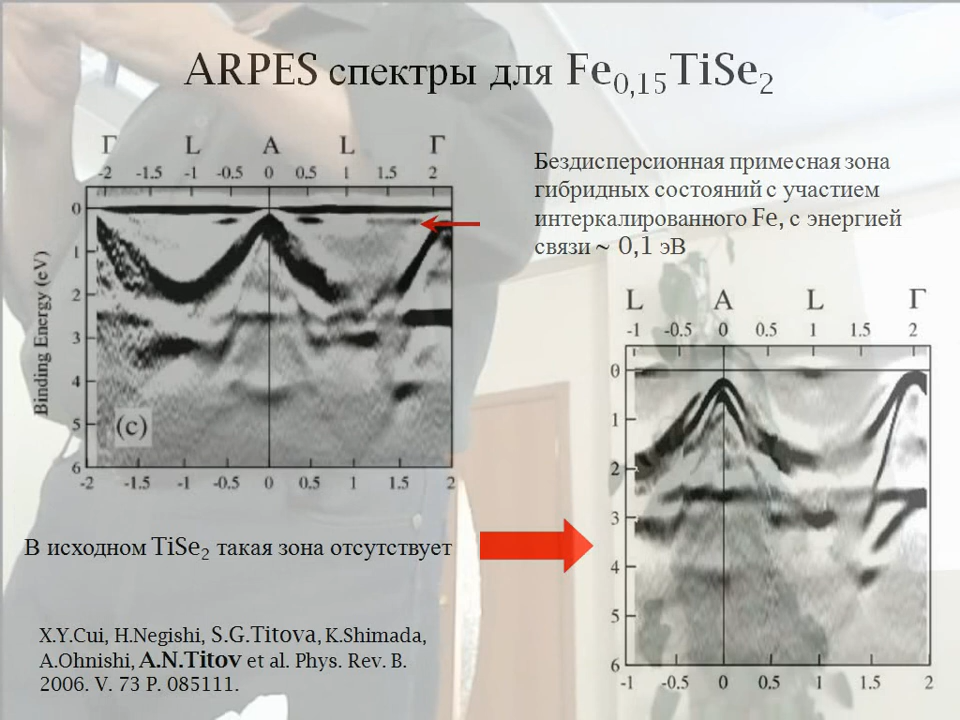 ARPES спектры для Fe₀,₁₅TiSe₂
Γ L A L Γ
-2 -1.5 -1 -0.5 0 0.5 1 1.5 2
0
1
2
3
4
5
6
Binding Energy (eV)
(c)
-2 -1.5 -1 -0.5 0 0.5 1 1.5 2
Бездисперсионная примесная зона
гибридных состояний с участием
интеркалированного Fe, с энергией
связи ~ 0,1 эВ
L A L Γ
-1 -0.5 0 0.5 1 1.5 2
0
1
2
3
4
5
6
-1 -0.5 0 0.5 1 1.5 2
В исходном TiSe₂ такая зона отсутствует
X.Y.Cui, H.Negishi, S.G.Titova, K.Shimada,
A.Ohnishi, A.N.Titov et al. Phys. Rev. B.
2006. V. 73 P. 085111.